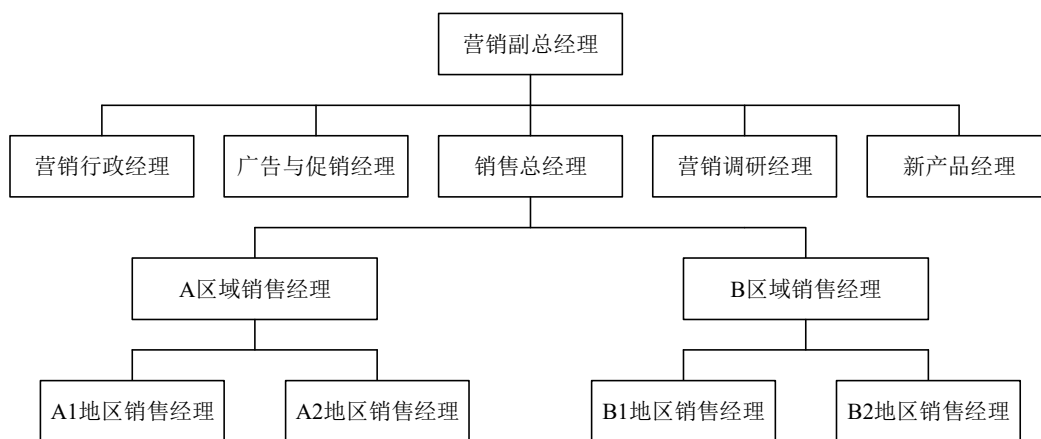 营销副总经理
营销行政经理
广告与促销经理
销售总经理
营销调研经理
新产品经理
A区域销售经理
B区域销售经理
A1地区销售经理
A2地区销售经理
B1地区销售经理
B2地区销售经理